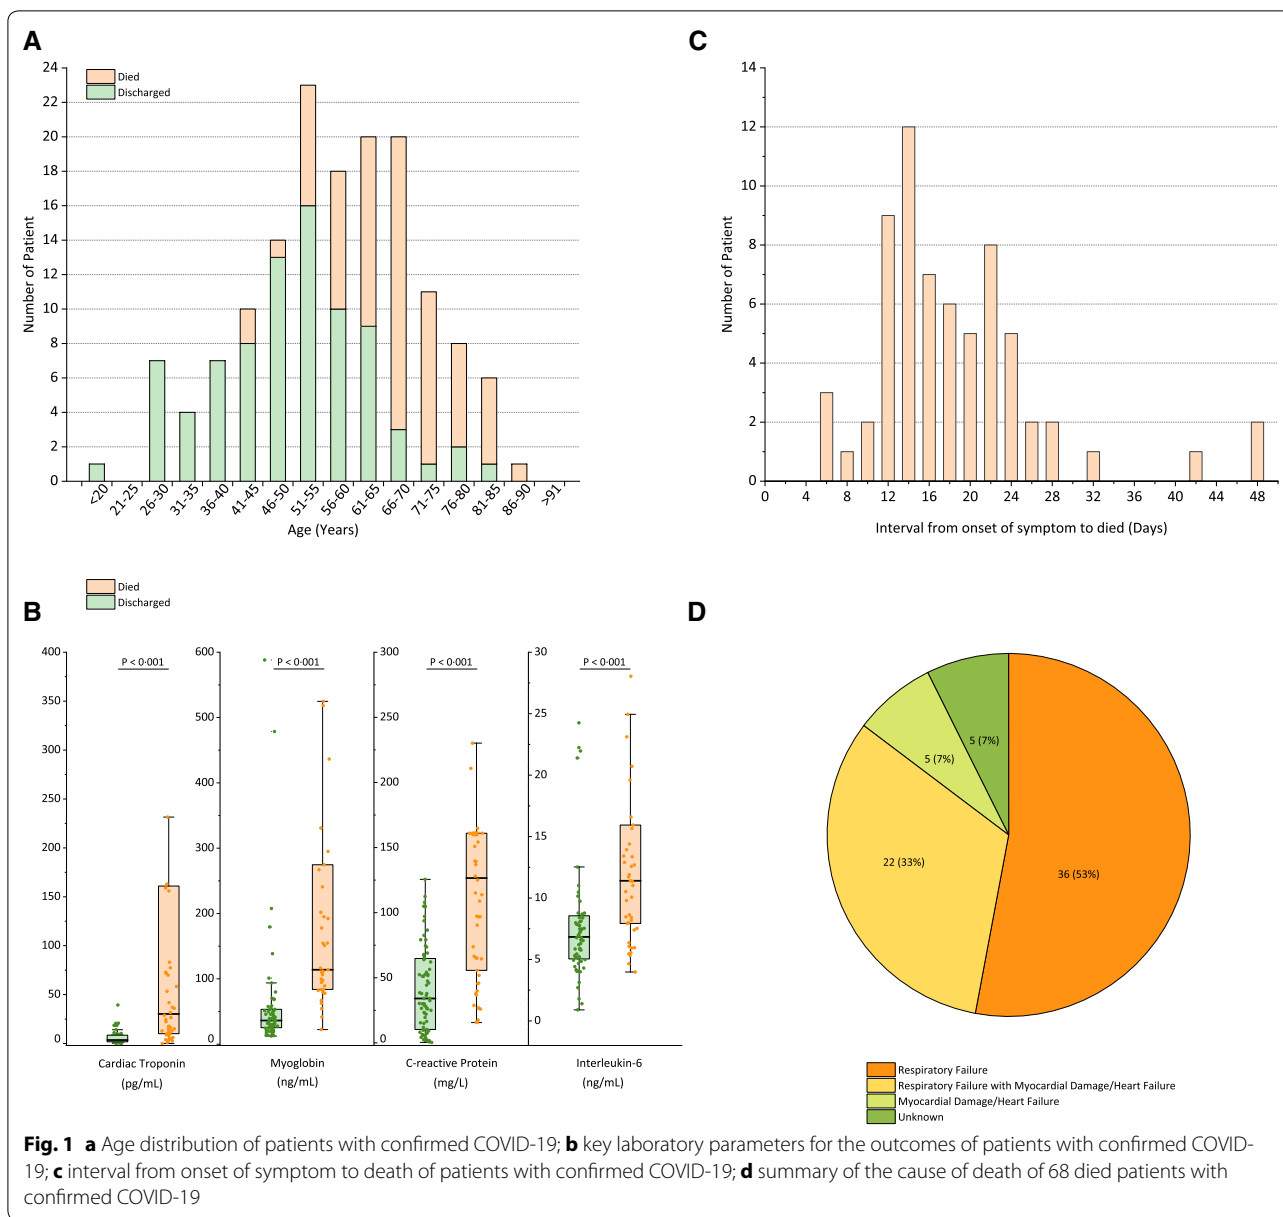 A
24
22
20
18
16
14
12
10
8
6
4
2
0
Number of Patient
Died
Discharged
<20
21-25
26-30
31-35
36-40
41-45
46-50
51-55
56-60
61-65
66-70
71-75
76-80
81-85
86-90
>91
Age (Years)
C
14
12
10
8
6
4
2
0
Number of Patient
0 4 8 12 16 20 24 28 32 36 40 44 48
Interval from onset of symptom to died (Days)
Died
Discharged
B
400
350
300
250
200
150
100
50
0
P < 0·001
Cardiac Troponin
(pg/mL)
600
500
400
300
200
100
0
P < 0·001
Myoglobin
(ng/mL)
300
250
200
150
100
50
0
P < 0·001
C-reactive Protein
(mg/L)
30
25
20
15
10
5
0
P < 0·001
Interleukin-6
(ng/mL)
D
5 (7%)
5 (7%)
22 (33%)
36 (53%)
Respiratory Failure
Respiratory Failure with Myocardial Damage/Heart Failure
Myocardial Damage/Heart Failure
Unknown
Fig. 1 a Age distribution of patients with confirmed COVID-19; b key laboratory parameters for the outcomes of patients with confirmed COVID-
19; c interval from onset of symptom to death of patients with confirmed COVID-19; d summary of the cause of death of 68 died patients with
confirmed COVID-19